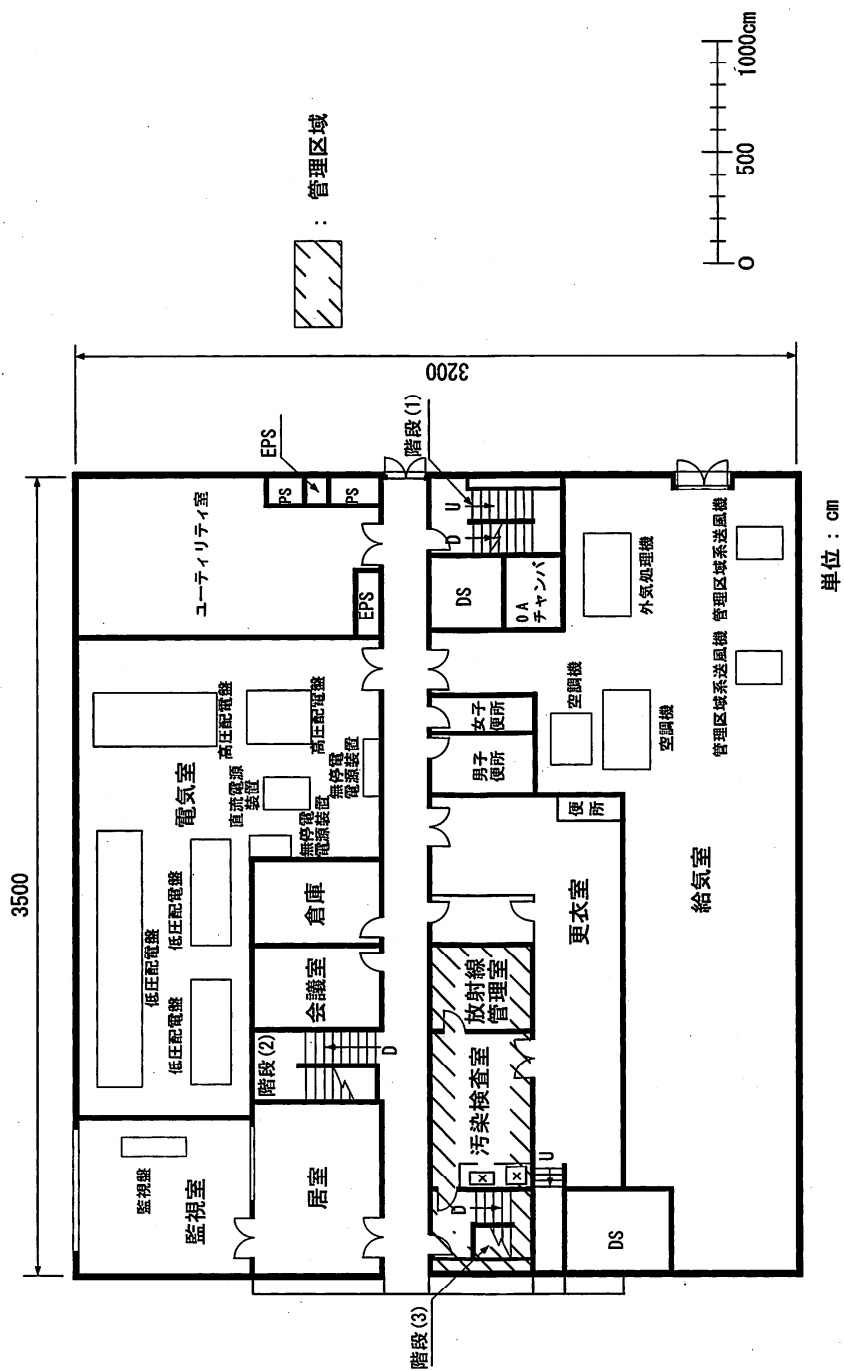 3500
3200
監視盤
監視室
居室
階段(2)
D
会議室
倉庫
電気室
低圧配電盤
低圧配電盤
低圧配電盤
高圧配電盤
高圧配電盤
直流電源
装置
無停電
電源装置
無停電
電源装置
ユーティリティ室
EPS
PS
PS
EPS
階段(1)
U
D
DS
OA
チャンバ
女子
便所
男子
便所
便所
更衣室
放射線
管理室
汚染検査室
D
U
階段(3)
DS
給気室
空調機
空調機
外気処理機
管理区域系送風機
管理区域系送風機
: 管理区域
0
500
1000cm
単位 : cm